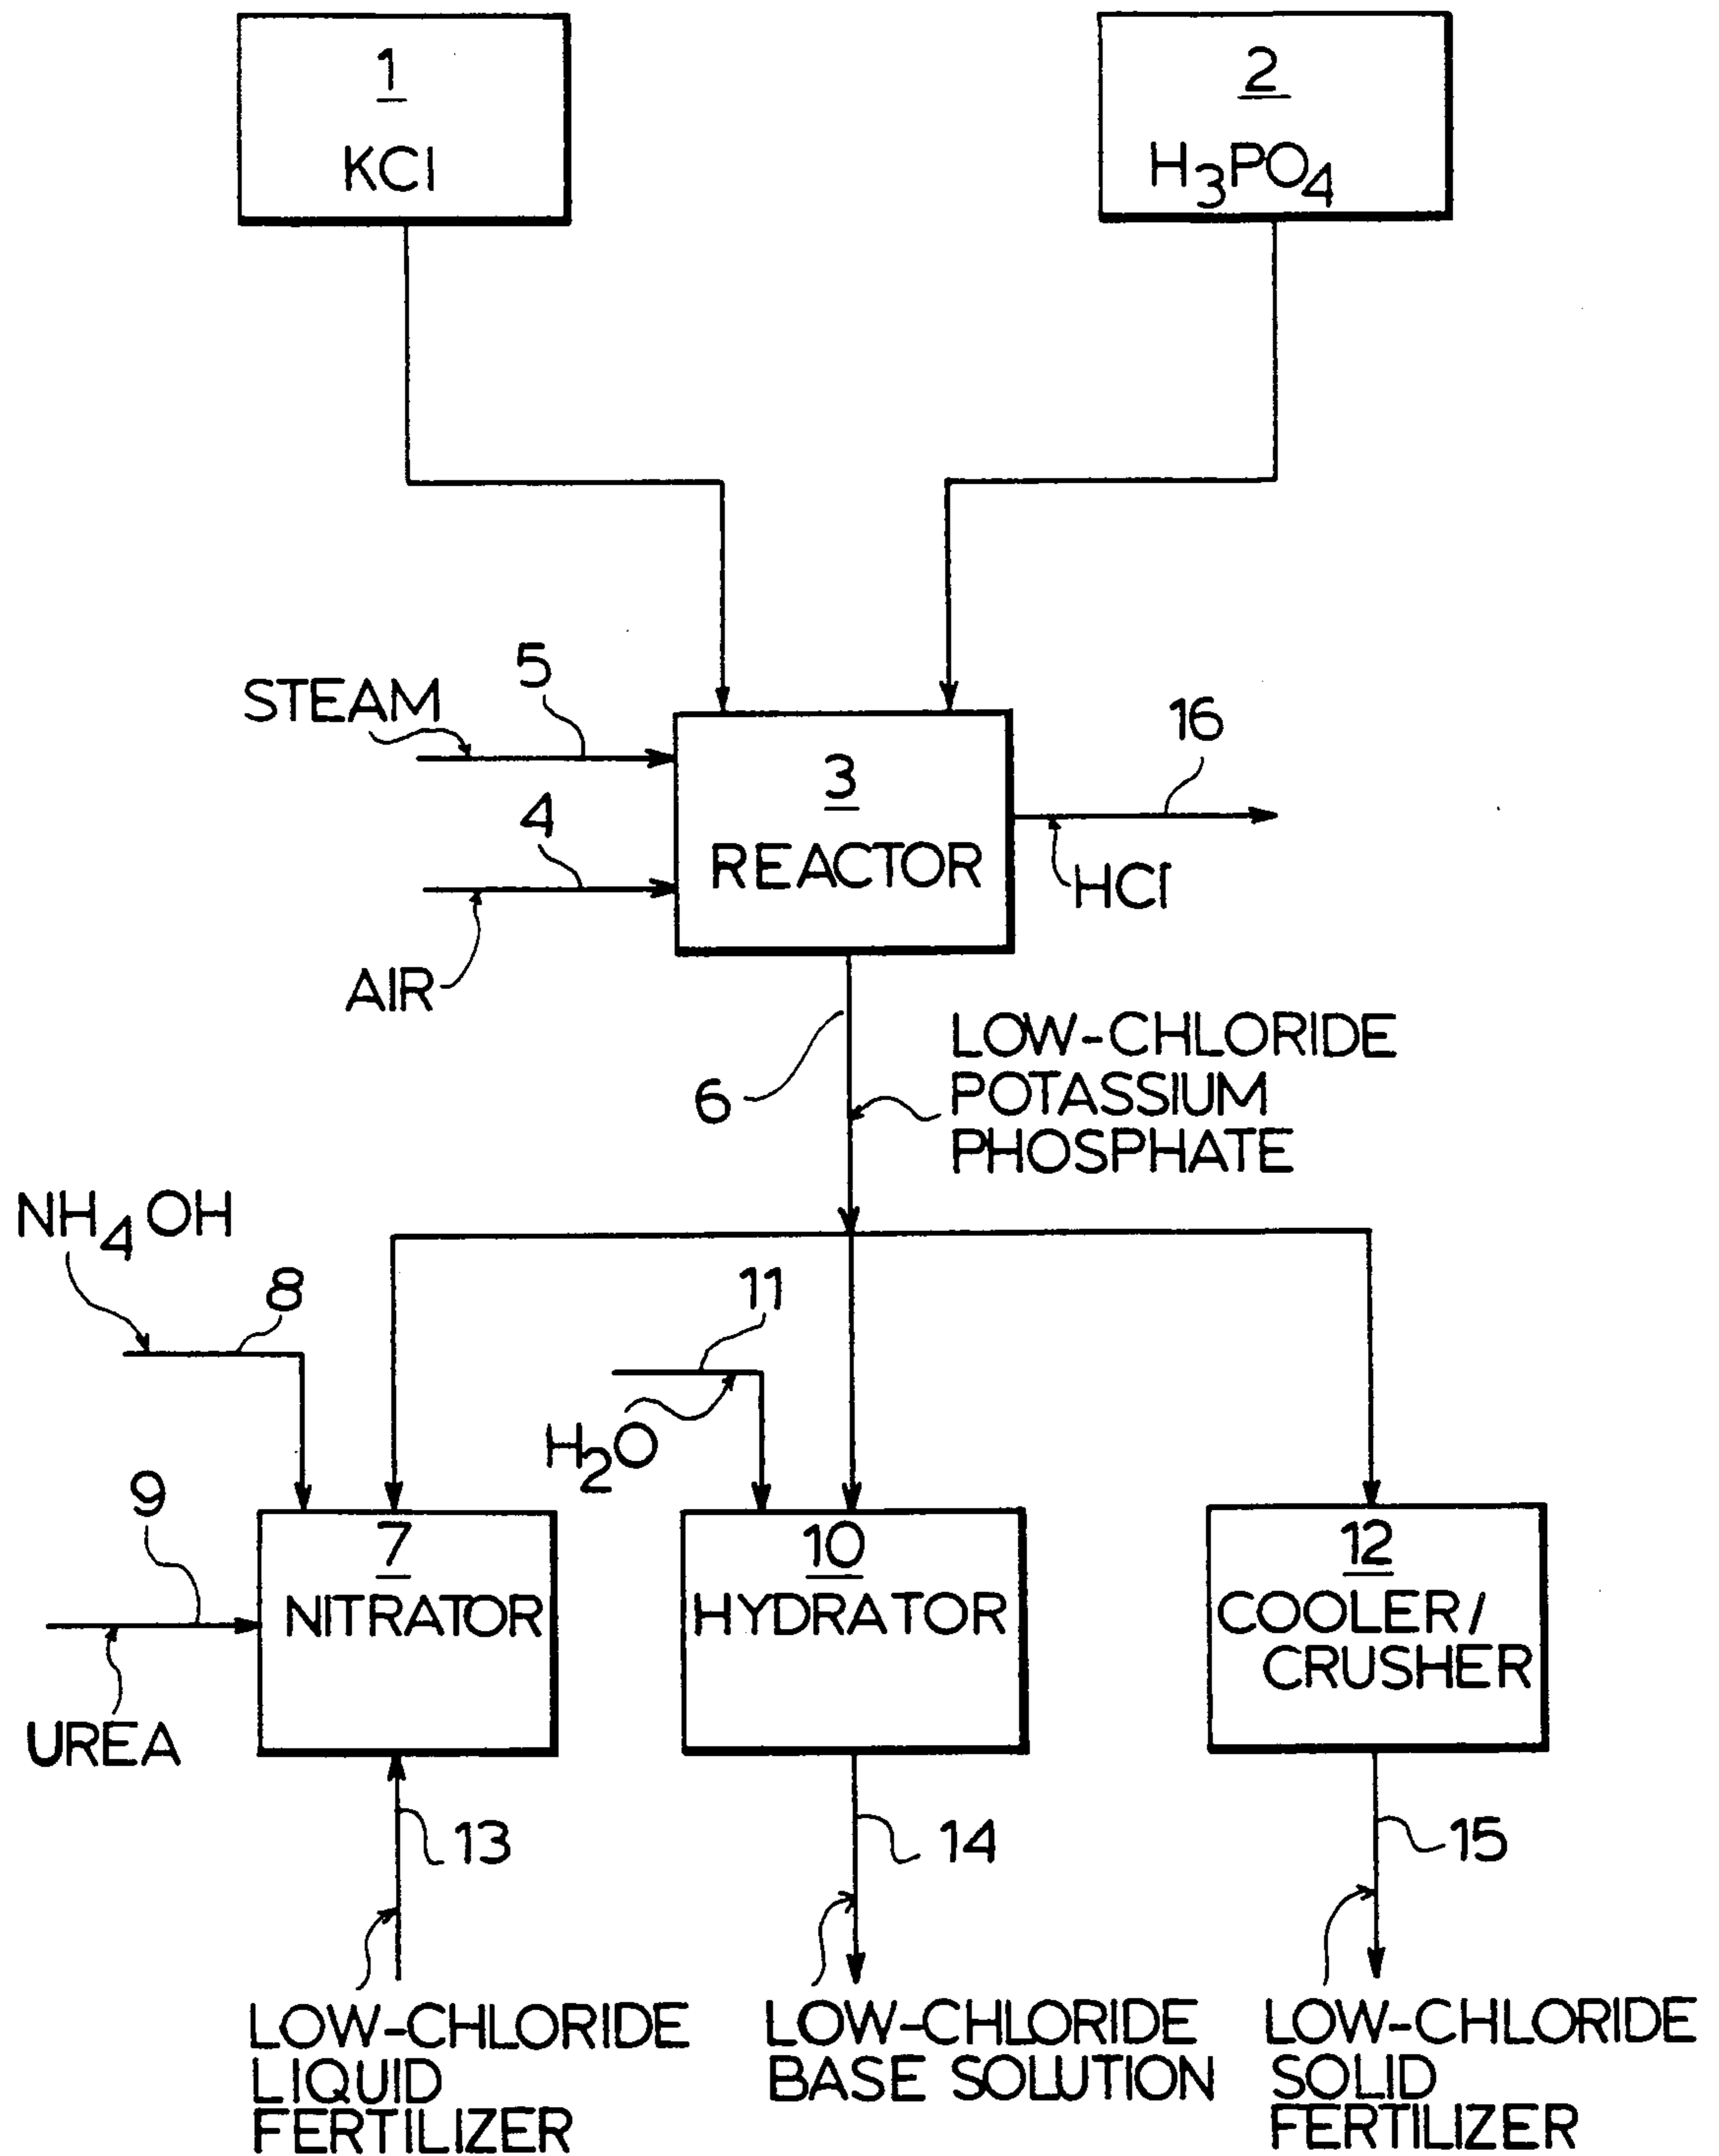 1
KCl
2
H3PO4
STEAM
5
3
REACTOR
4
AIR
16
HCl
6
LOW-CHLORIDE
POTASSIUM
PHOSPHATE
NH4OH
8
11
H2O
9
UREA
7
NITRATOR
10
HYDRATOR
12
COOLER/
CRUSHER
13
14
15
LOW-CHLORIDE
LIQUID
FERTILIZER
LOW-CHLORIDE
BASE SOLUTION
LOW-CHLORIDE
SOLID
FERTILIZER